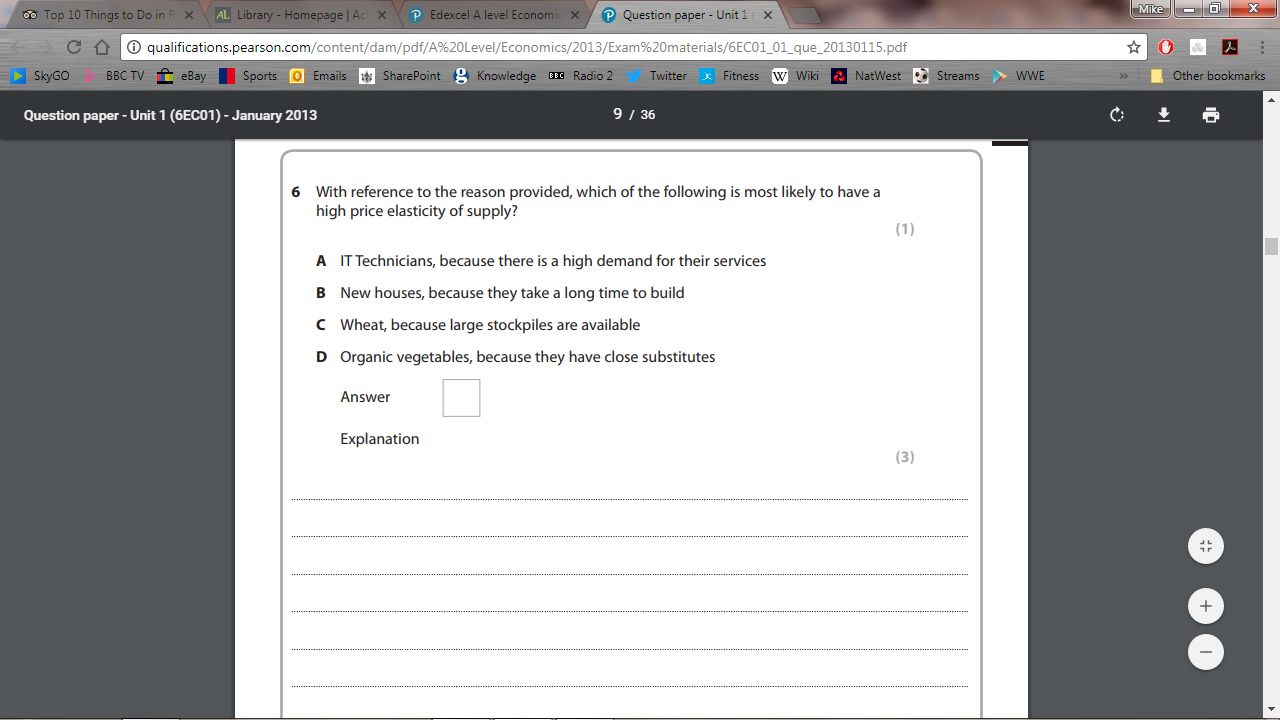 Mike
Top 10 Things to Do in R
Library - Homepage | Ac
Edexcel A level Economic
Question paper - Unit 1
qualifications.pearson.com/content/dam/pdf/A%20Level/Economics/2013/Exam%20materials/6EC01_01_que_20130115.pdf
SkyGO BBC TV eBay Sports Emails SharePoint Knowledge Radio 2 Twitter Fitness Wiki NatWest Streams WWE » Other bookmarks
Question paper - Unit 1 (6EC01) - January 2013 9 / 36
6 With reference to the reason provided, which of the following is most likely to have a
high price elasticity of supply?
(1)
A IT Technicians, because there is a high demand for their services
B New houses, because they take a long time to build
C Wheat, because large stockpiles are available
D Organic vegetables, because they have close substitutes
Answer
Explanation
(3)